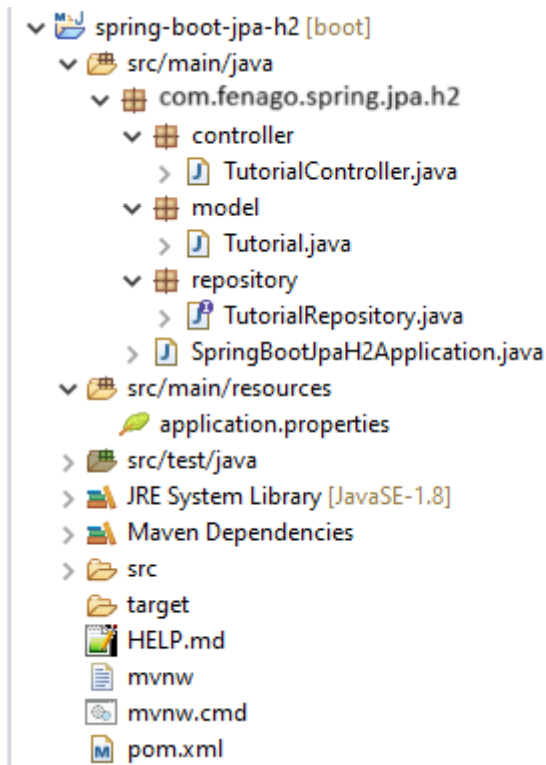 spring-boot-jpa-h2 [boot]
src/main/java
com.fenago.spring.jpa.h2
controller
TutorialController.java
model
Tutorial.java
repository
TutorialRepository.java
SpringBootJpaH2Application.java
src/main/resources
application.properties
src/test/java
JRE System Library [JavaSE-1.8]
Maven Dependencies
src
target
HELP.md
mvnw
mvnw.cmd
pom.xml